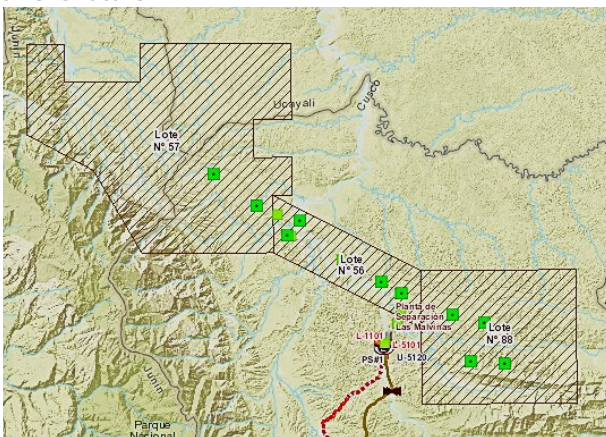 Junín
Ucayali
Cusco
Lote
N° 57
Lote
N° 56
Planta de
Separación
Las Malvinas
L-1101
L-5101
PS#1
U-5120
Lote
N° 88
Junín
Parque
Nacional